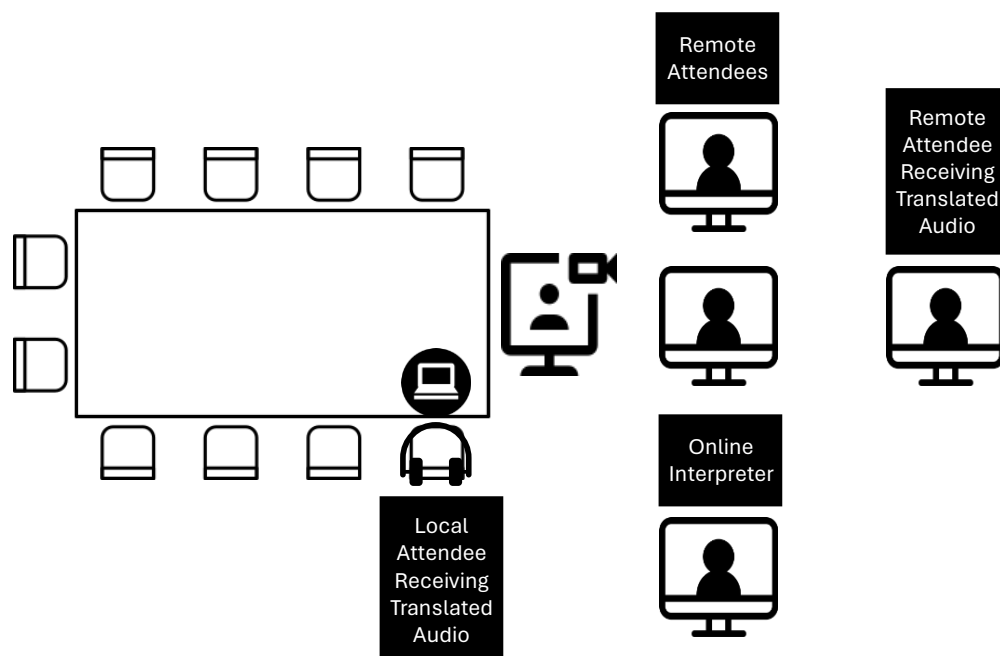 Remote
Attendees
Remote
Attendee
Receiving
Translated
Audio
Online
Interpreter
Local
Attendee
Receiving
Translated
Audio